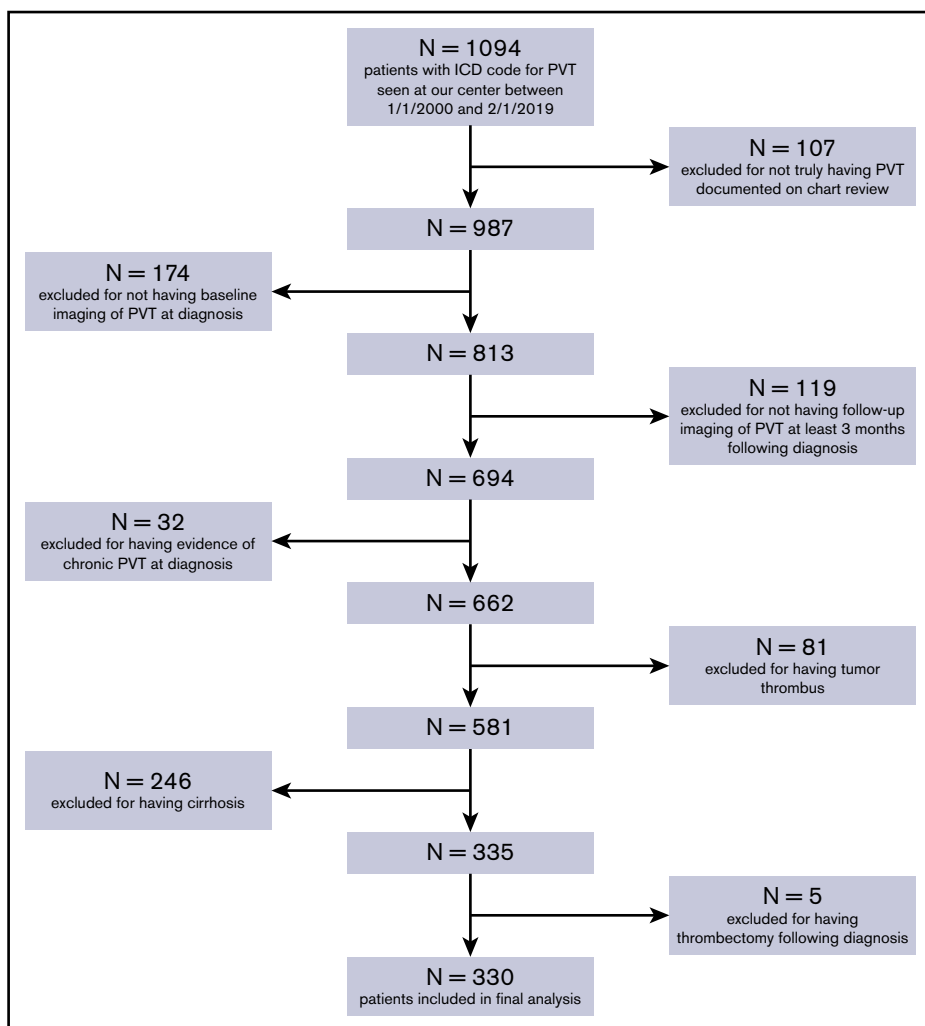 N = 1094
patients with ICD code for PVT
seen at our center between
1/1/2000 and 2/1/2019
N = 107
excluded for not truly having PVT
documented on chart review
N = 987
N = 174
excluded for not having baseline
imaging of PVT at diagnosis
N = 813
N = 119
excluded for not having follow-up
imaging of PVT at least 3 months
following diagnosis
N = 694
N = 32
excluded for having evidence of
chronic PVT at diagnosis
N = 662
N = 81
excluded for having tumor
thrombus
N = 581
N = 246
excluded for having cirrhosis
N = 335
N = 5
excluded for having
thrombectomy following diagnosis
N = 330
patients included in final analysis